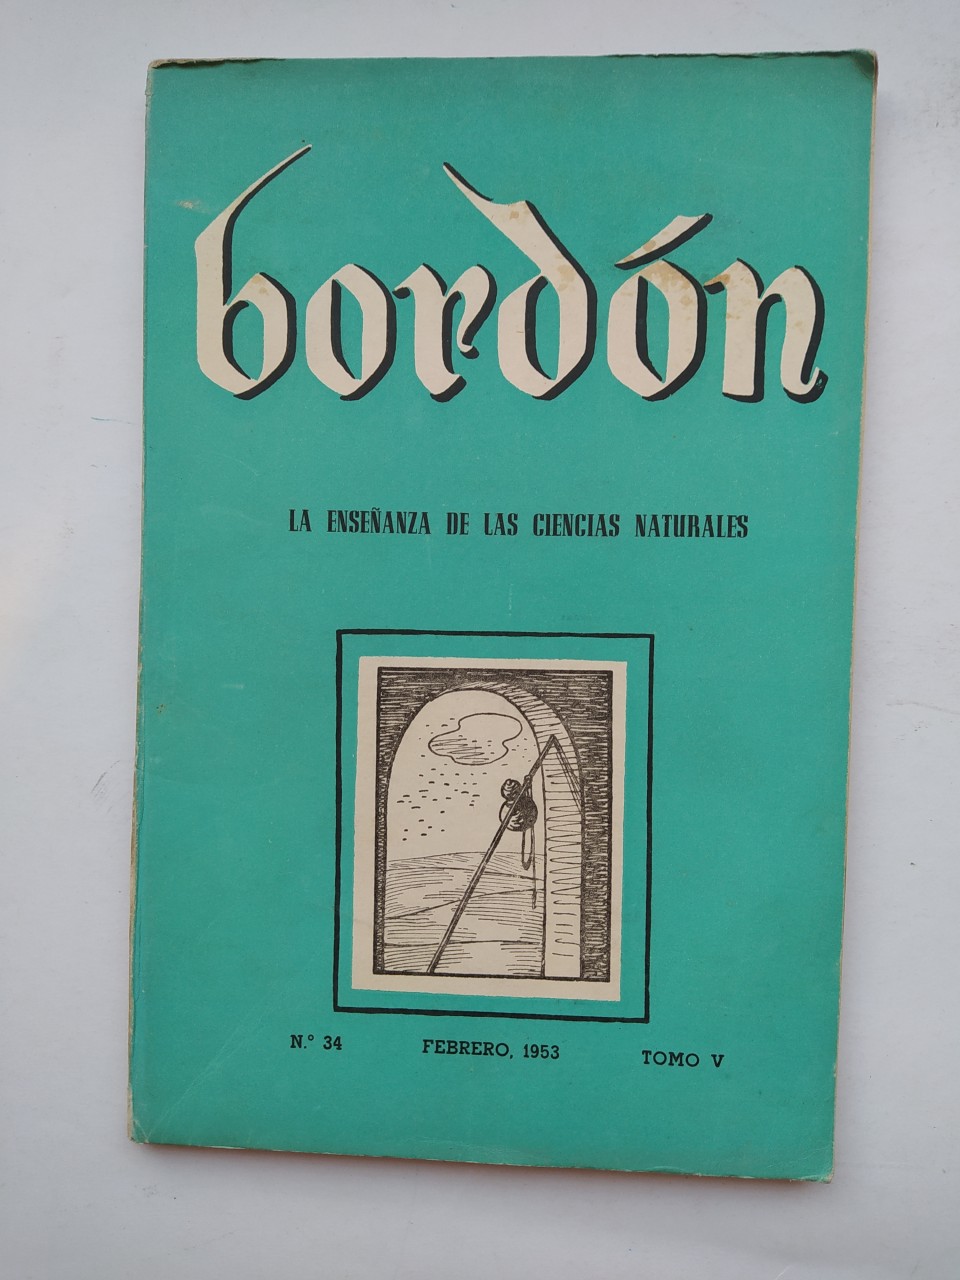 bordón
LA ENSEÑANZA DE LAS CIENCIAS NATURALES
N.° 34 FEBRERO, 1953 TOMO V